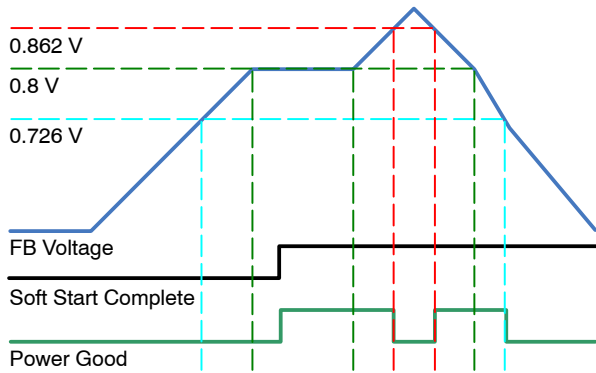 0.862 V
0.8 V
0.726 V
FB Voltage
Soft Start Complete
Power Good